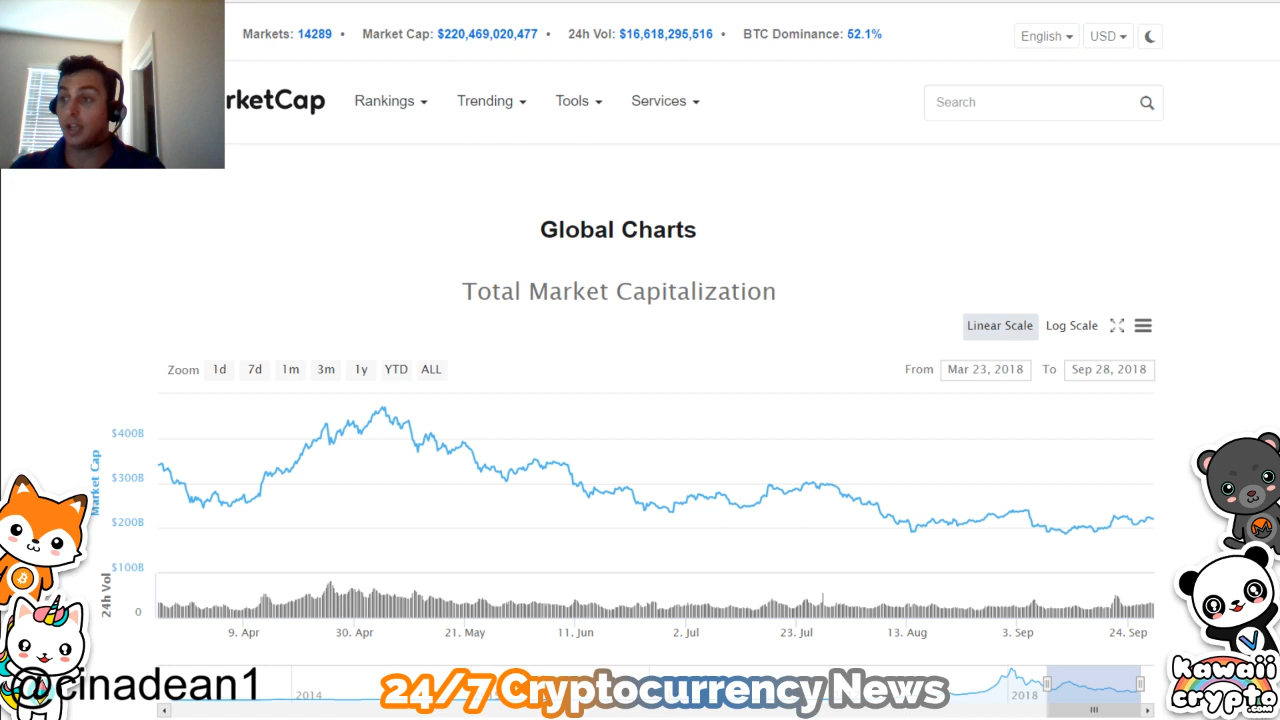 Markets: 14289 • Market Cap: $220,469,020,477 • 24h Vol: $16,618,295,516 • BTC Dominance: 52.1%
English USD
rketCap Rankings Trending Tools Services Search
Global Charts
Total Market Capitalization
Linear Scale Log Scale
Zoom 1d 7d 1m 3m 1y YTD ALL From Mar 23, 2018 To Sep 28, 2018
$400B
$300B
$200B
$100B
0
Market Cap
24h Vol
9. Apr 30. Apr 21. May 11. Jun 2. Jul 23. Jul 13. Aug 3. Sep 24. Sep
2014 2018
@cinadean1
24/7 Cryptocurrency News
kawaii
crypto
.com